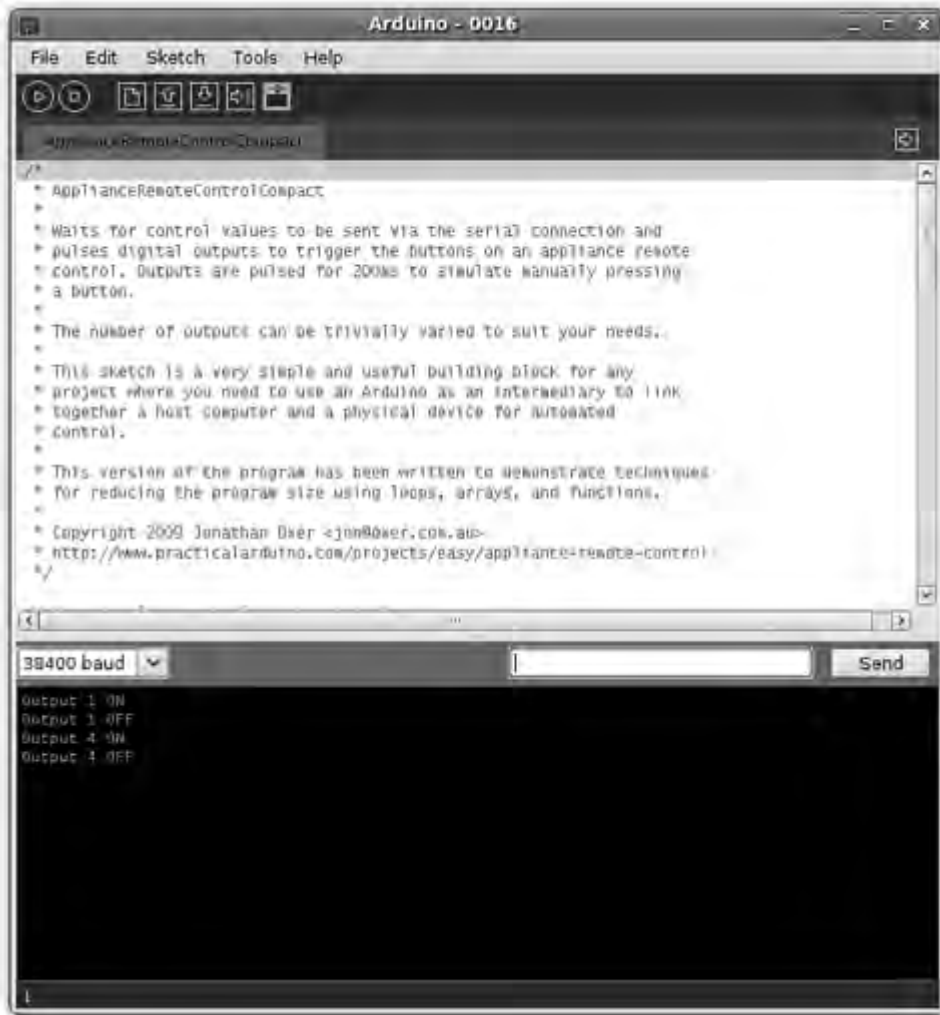 Arduino - 0016
File Edit Sketch Tools Help
ApplianceRemoteControlCompact
/*
* ApplianceRemoteControlCompact
*
* Waits for control values to be sent via the serial connection and
* pulses digital outputs to trigger the buttons on an appliance remote
* control. Outputs are pulsed for 200ms to simulate manually pressing
* a button.
*
* The number of outputs can be trivially varied to suit your needs.
*
* This sketch is a very simple and useful building block for any
* project where you need to use an Arduino as an intermediary to link
* together a host computer and a physical device for automated
* control.
*
* This version of the program has been written to demonstrate techniques
* for reducing the program size using loops, arrays, and functions.
*
* Copyright 2009 Jonathan Oxer <jon@oxer.com.au>
* http://www.practicalarduino.com/projects/easy/appliance-remote-control
*/
38400 baud
Send
Output 1 ON
Output 1 OFF
Output 4 ON
Output 4 OFF
1